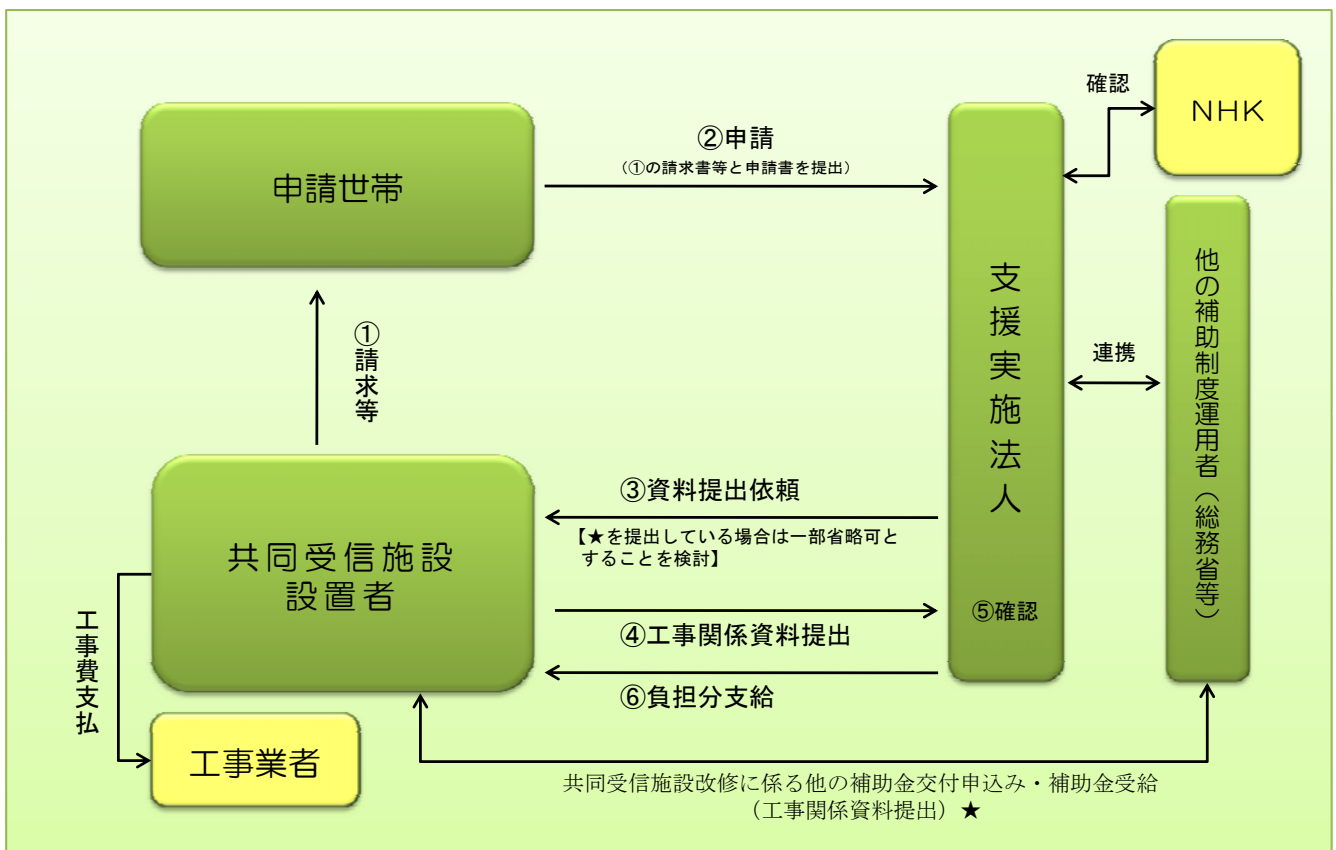 確認
NHK
申請世帯
②申請
(①の請求書等と申請書を提出)
支援実施法人
他の補助制度運用者(総務省等)
連携
①請求等
共同受信施設
設置者
③資料提出依頼
【★を提出している場合は一部省略可と
することを検討】
④工事関係資料提出
⑤確認
⑥負担分支給
工事費支払
工事業者
共同受信施設改修に係る他の補助金交付申込み・補助金受給
(工事関係資料提出)★